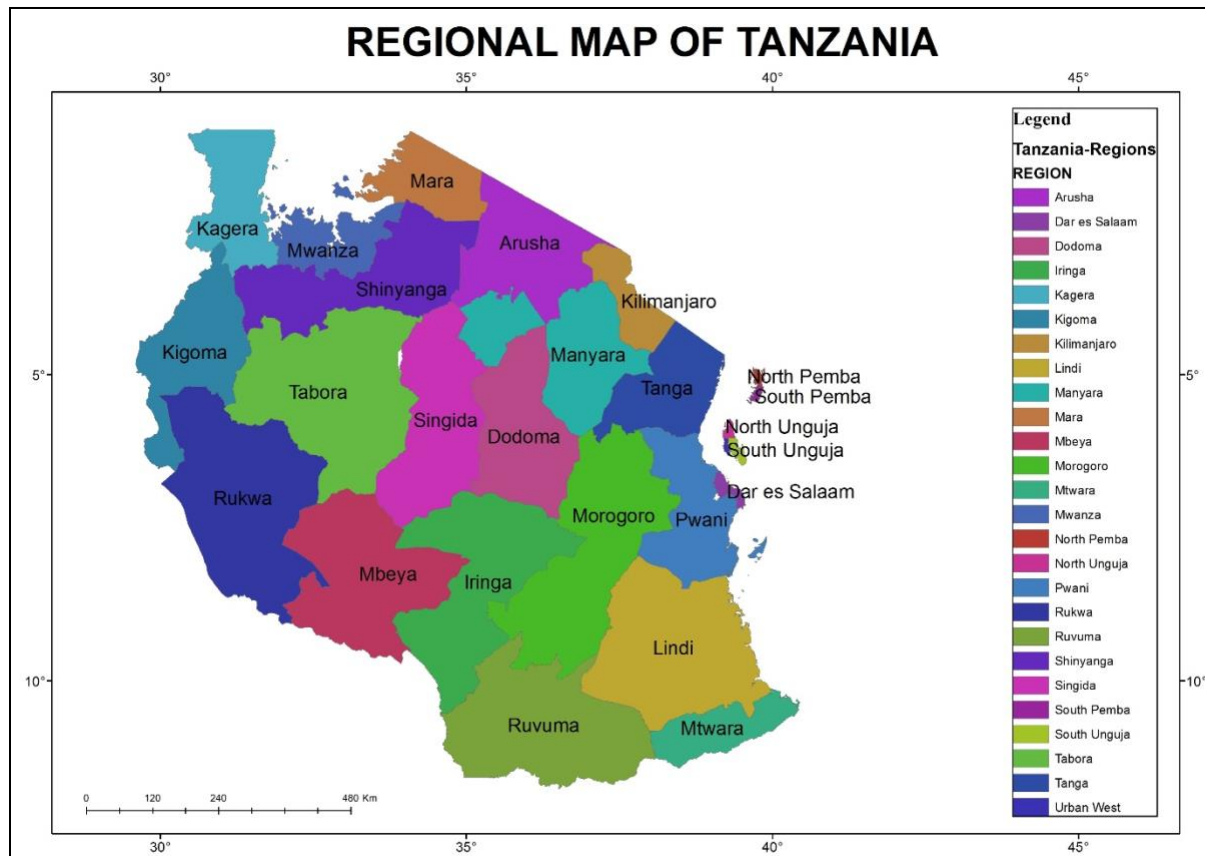 REGIONAL MAP OF TANZANIA
30°
35°
40°
45°
Legend
Tanzania-Regions
REGION
Arusha
Dar es Salaam
Dodoma
Iringa
Kagera
Kigoma
Kilimanjaro
Lindi
Manyara
Mara
Mbeya
Morogoro
Mtwara
Mwanza
North Pemba
North Unguja
Pwani
Rukwa
Ruvuma
Shinyanga
Singida
South Pemba
South Unguja
Tabora
Tanga
Urban West
Mara
Kagera
Mwanza
Arusha
Shinyanga
Kilimanjaro
Kigoma
Manyara
5°
5°
North Pemba
Tabora
Tanga
South Pemba
Singida
North Unguja
Dodoma
South Unguja
Rukwa
Dar es Salaam
Morogoro
Pwani
Mbeya
Iringa
Lindi
10°
10°
Ruvuma
Mtwara
0 120 240 480 Km
30°
35°
40°
45°